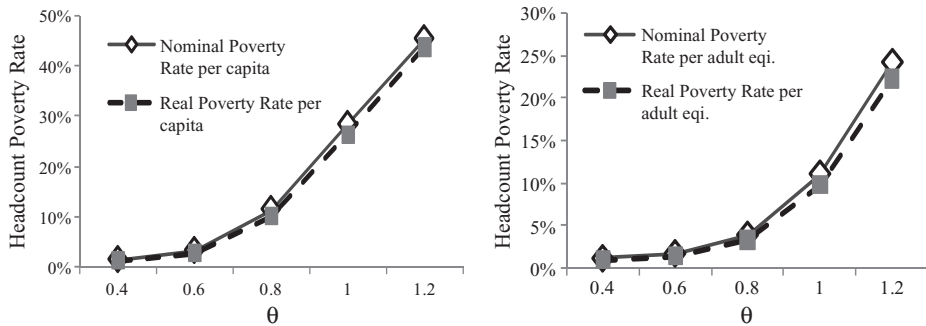 50%
40%
30%
20%
10%
0%
Headcount Poverty Rate
Nominal Poverty
Rate per capita
Real Poverty Rate per
capita
0.4 0.6 0.8 1 1.2
θ
30%
25%
20%
15%
10%
5%
0%
Headcount Poverty Rate
Nominal Poverty
Rate per adult eqi.
Real Poverty Rate per
adult eqi.
0.4 0.6 0.8 1 1.2
θ